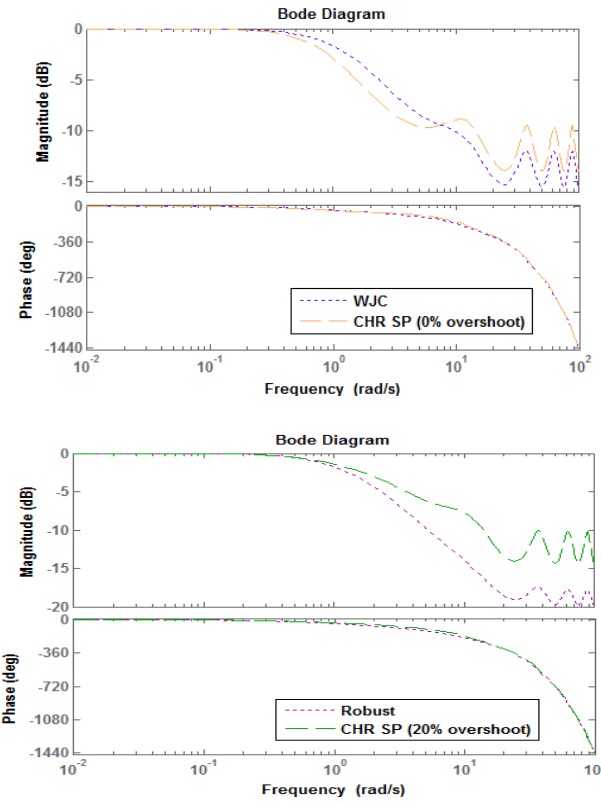 Bode Diagram
Magnitude (dB)
0
-5
-10
-15
Phase (deg)
0
-360
-720
-1080
-1440
WJC
CHR SP (0% overshoot)
10^-2
10^-1
10^0
10^1
10^2
Frequency (rad/s)
Bode Diagram
Magnitude (dB)
0
-5
-10
-15
-20
Phase (deg)
0
-360
-720
-1080
-1440
Robust
CHR SP (20% overshoot)
10^-2
10^-1
10^0
10^1
10^2
Frequency (rad/s)